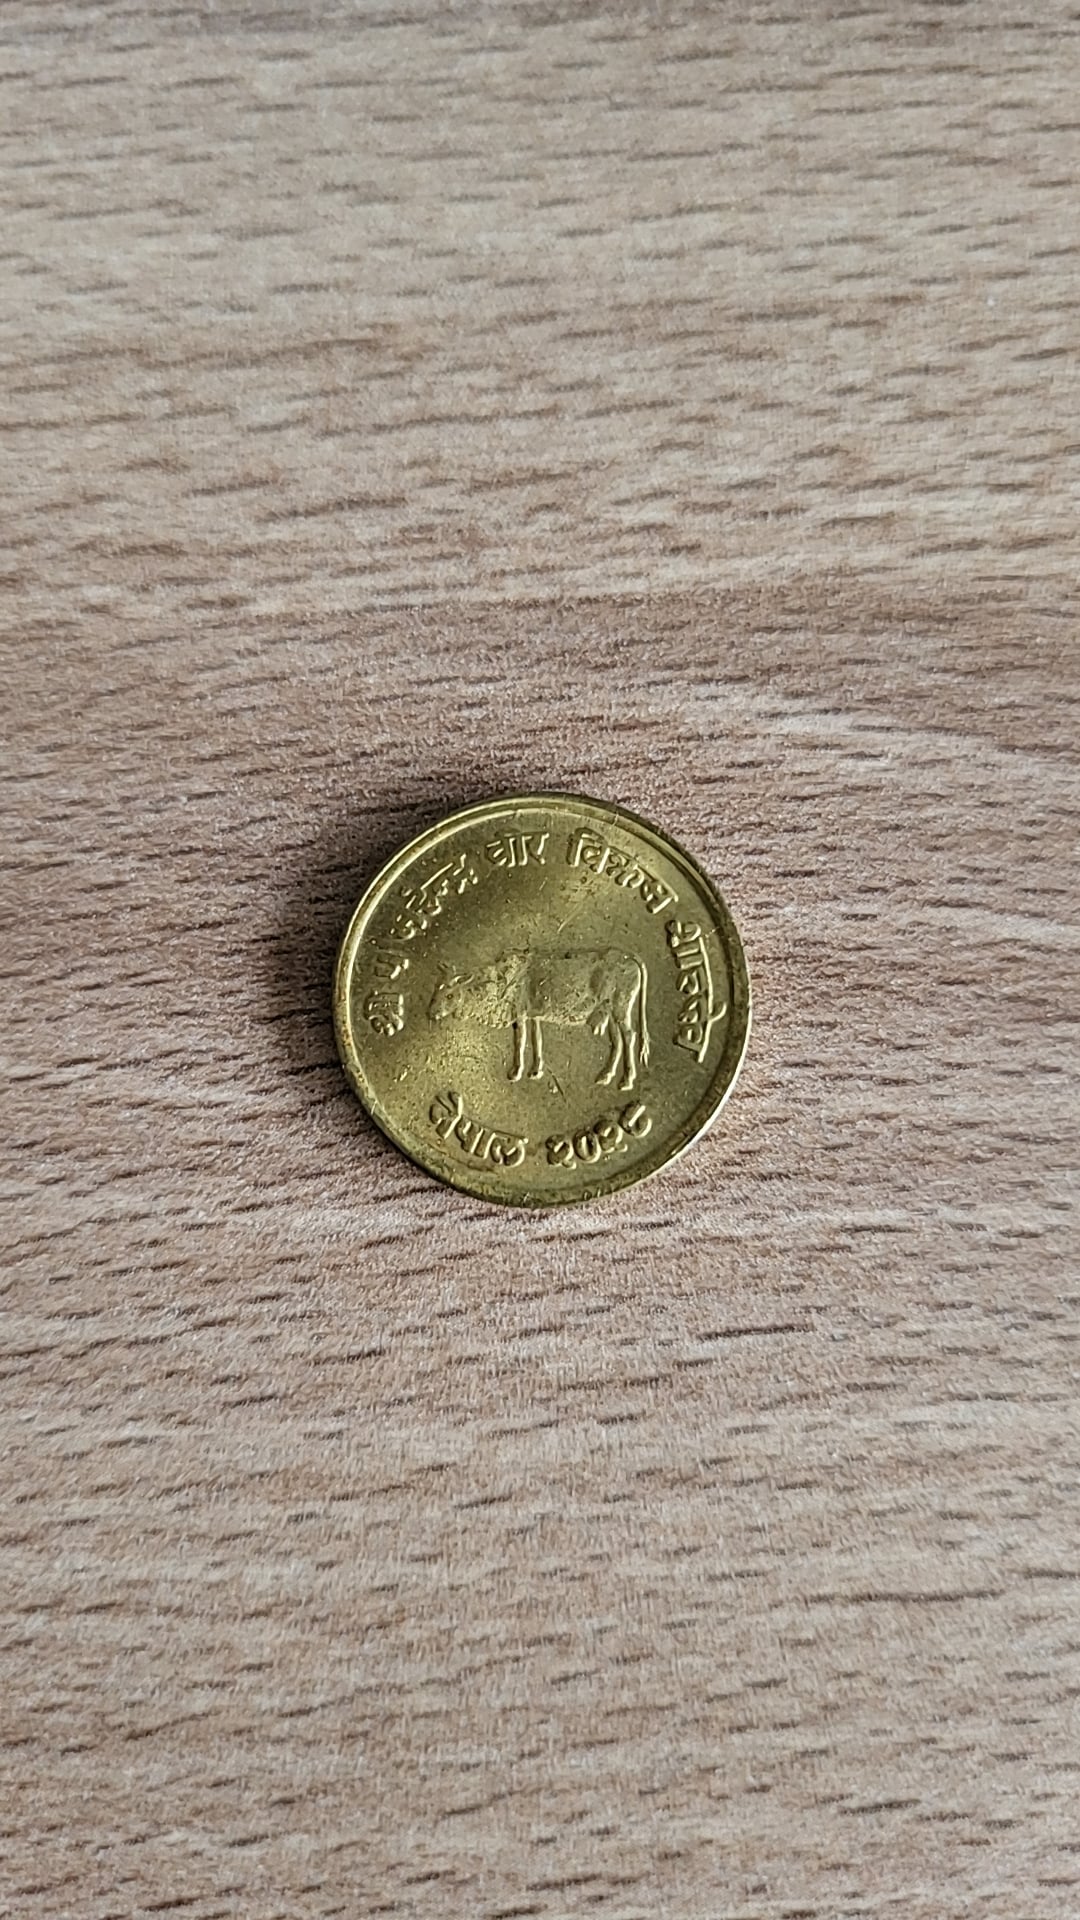 श्री ५ महेन्द्र वीर विक्रम शाहदेव
नेपाल २०२८